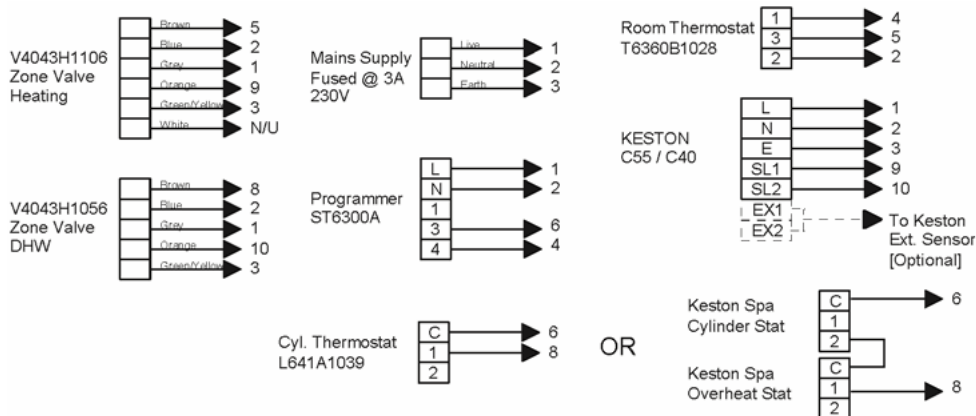 V4043H1106
Zone Valve
Heating
Brown 5
Blue 2
Grey 1
Orange 9
Green/Yellow 3
White N/U
Mains Supply
Fused @ 3A
230V
Live 1
Neutral 2
Earth 3
Room Thermostat
T6360B1028
1 4
3 5
2 2
V4043H1056
Zone Valve
DHW
Brown 8
Blue 2
Grey 1
Orange 10
Green/Yellow 3
Programmer
ST6300A
L 1
N 2
1
3 6
4 4
KESTON
C55 / C40
L 1
N 2
E 3
SL1 9
SL2 10
EX1
EX2
To Keston
Ext. Sensor
[Optional]
Cyl. Thermostat
L641A1039
C 6
1 8
2
OR
Keston Spa
Cylinder Stat
C 6
1
2
Keston Spa
Overheat Stat
C
1 8
2